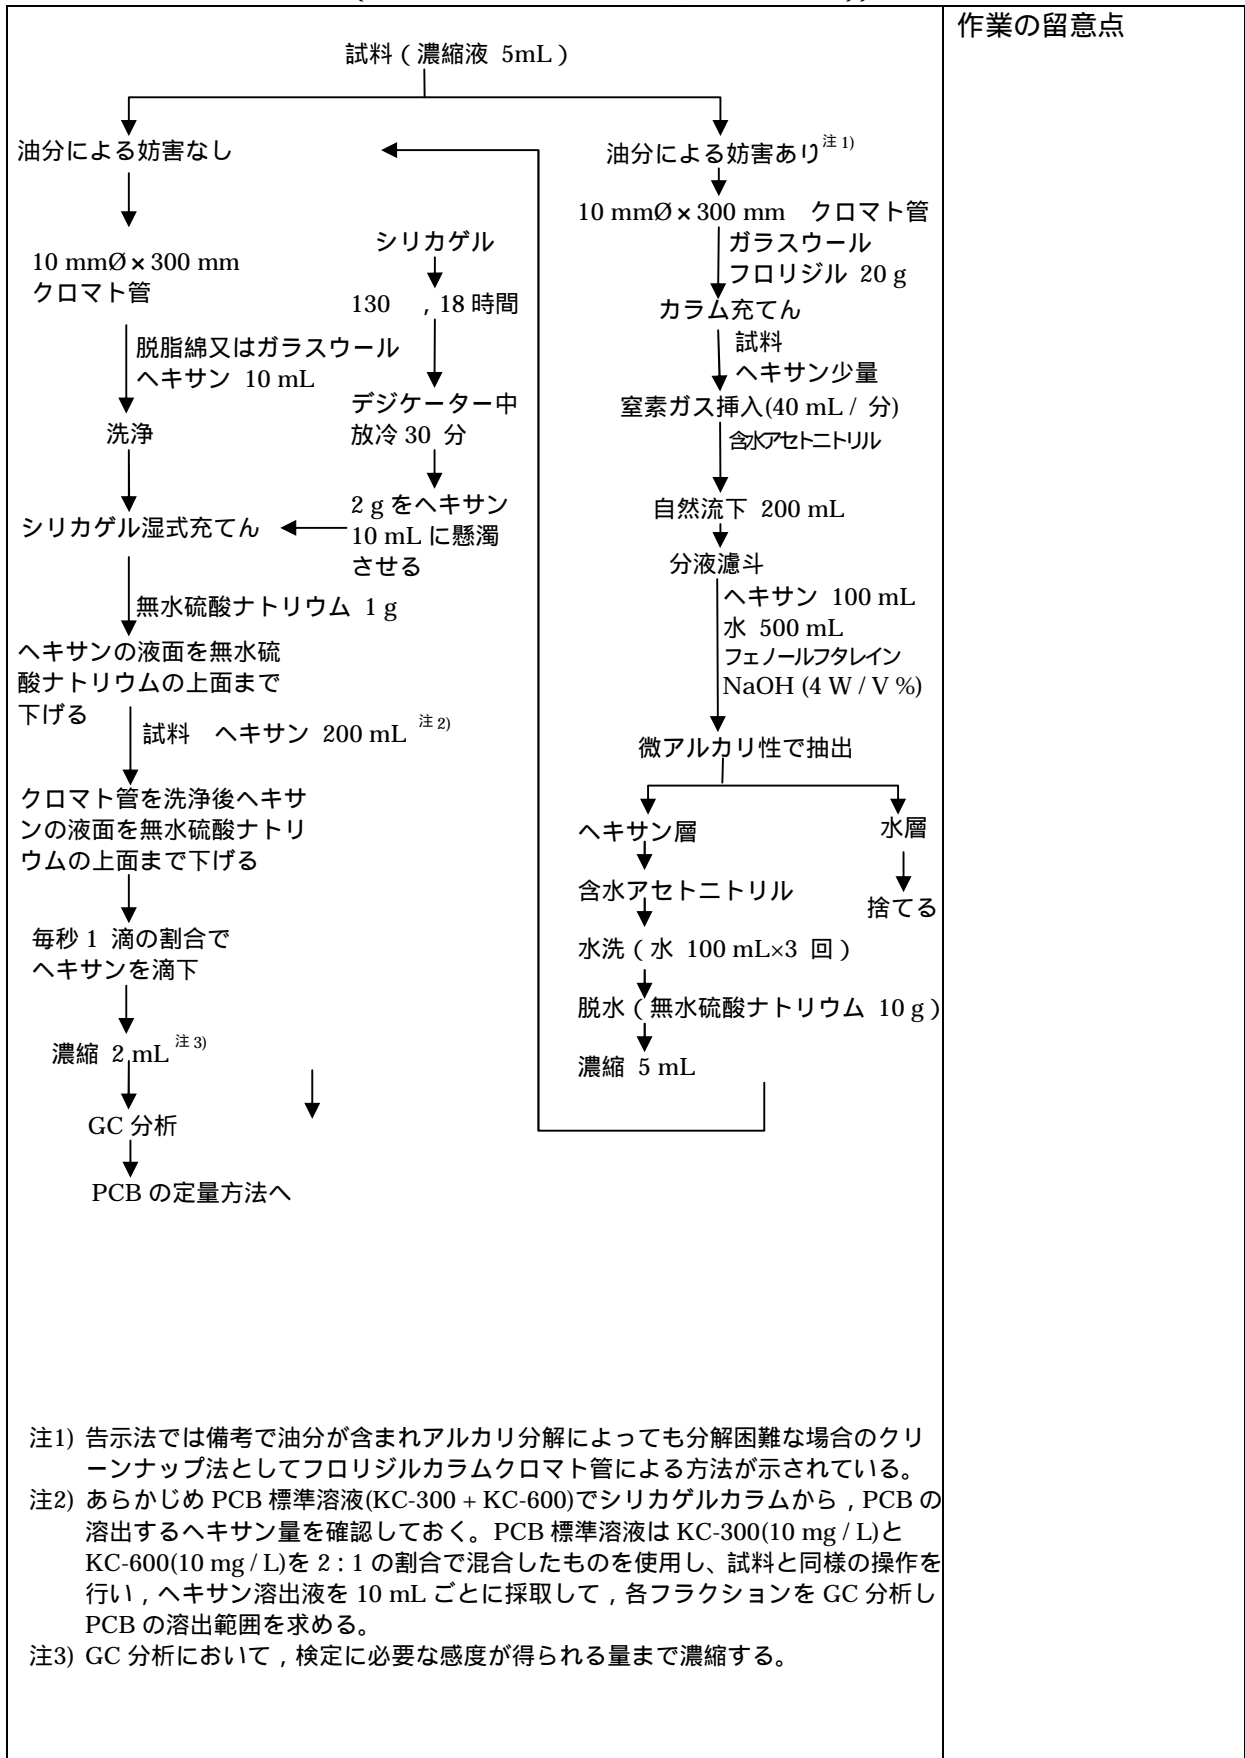 作業の留意点
試料（濃縮液 5mL）
油分による妨害なし
10 mmØ×300 mm
クロマト管
脱脂綿又はガラスウール
ヘキサン 10 mL
洗浄
シリカゲル
130　, 18 時間
デジケーター中
放冷 30 分
2 g をヘキサン
10 mL に懸濁
させる
シリカゲル湿式充てん
無水硫酸ナトリウム 1 g
ヘキサンの液面を無水硫
酸ナトリウムの上面まで
下げる
試料　ヘキサン 200 mL 注 2)
クロマト管を洗浄後ヘキサ
ンの液面を無水硫酸ナトリ
ウムの上面まで下げる
毎秒 1 滴の割合で
ヘキサンを滴下
濃縮 2 mL 注 3)
GC 分析
PCB の定量方法へ
油分による妨害あり注 1)
10 mmØ×300 mm　クロマト管
ガラスウール
フロリジル 20 g
カラム充てん
試料
ヘキサン少量
窒素ガス挿入(40 mL / 分)
含水アセトニトリル
自然流下 200 mL
分液濾斗
ヘキサン 100 mL
水 500 mL
フェノールフタレイン
NaOH (4 W / V %)
微アルカリ性で抽出
ヘキサン層
水層
捨てる
含水アセトニトリル
水洗（水 100 mL×3 回）
脱水（無水硫酸ナトリウム 10 g）
濃縮 5 mL
注1) 告示法では備考で油分が含まれアルカリ分解によっても分解困難な場合のクリ
ーンナップ法としてフロリジルカラムクロマト管による方法が示されている。
注2) あらかじめ PCB 標準溶液(KC-300 + KC-600)でシリカゲルカラムから，PCB の
溶出するヘキサン量を確認しておく。PCB 標準溶液は KC-300(10 mg / L)と
KC-600(10 mg / L)を 2 : 1 の割合で混合したものを使用し、試料と同様の操作を
行い，ヘキサン溶出液を 10 mL ごとに採取して，各フラクションを GC 分析し
PCB の溶出範囲を求める。
注3) GC 分析において，検定に必要な感度が得られる量まで濃縮する。